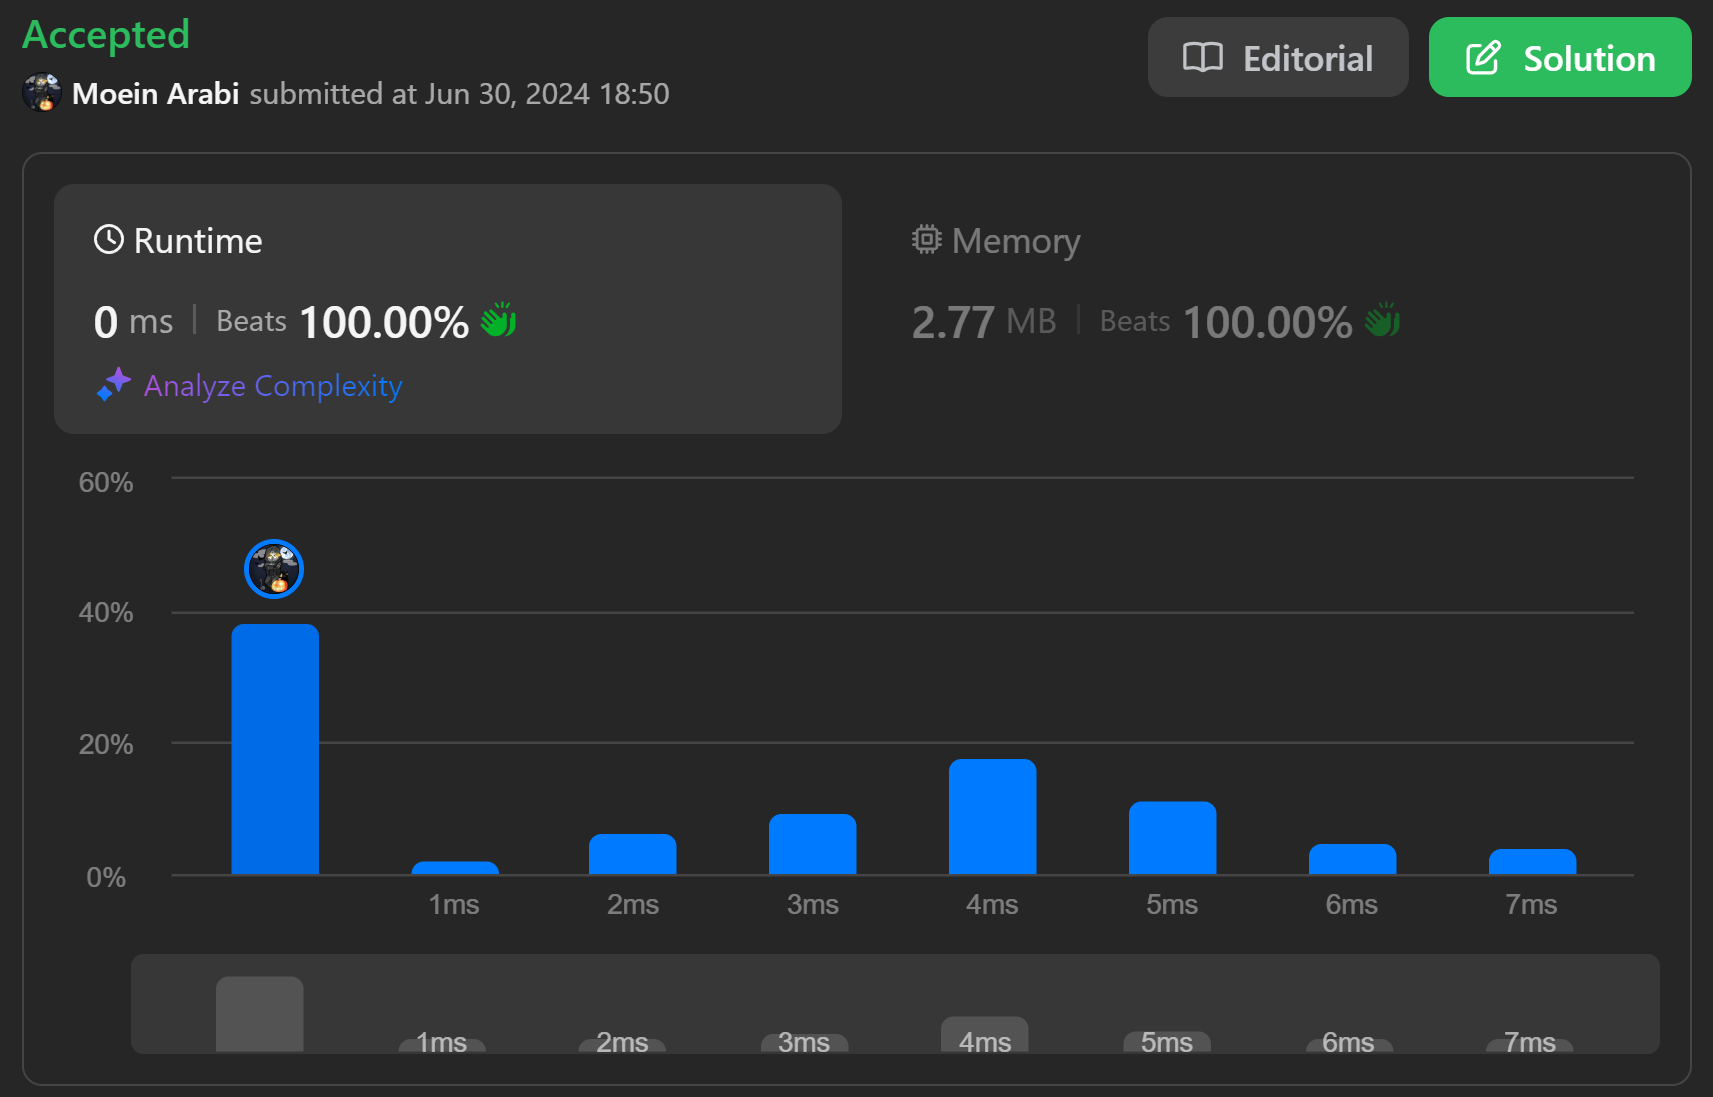 Accepted
Editorial
Solution
Moein Arabi submitted at Jun 30, 2024 18:50
Runtime
0 ms | Beats 100.00%
Analyze Complexity
Memory
2.77 MB | Beats 100.00%
60%
40%
20%
0%
1ms 2ms 3ms 4ms 5ms 6ms 7ms
1ms 2ms 3ms 4ms 5ms 6ms 7ms